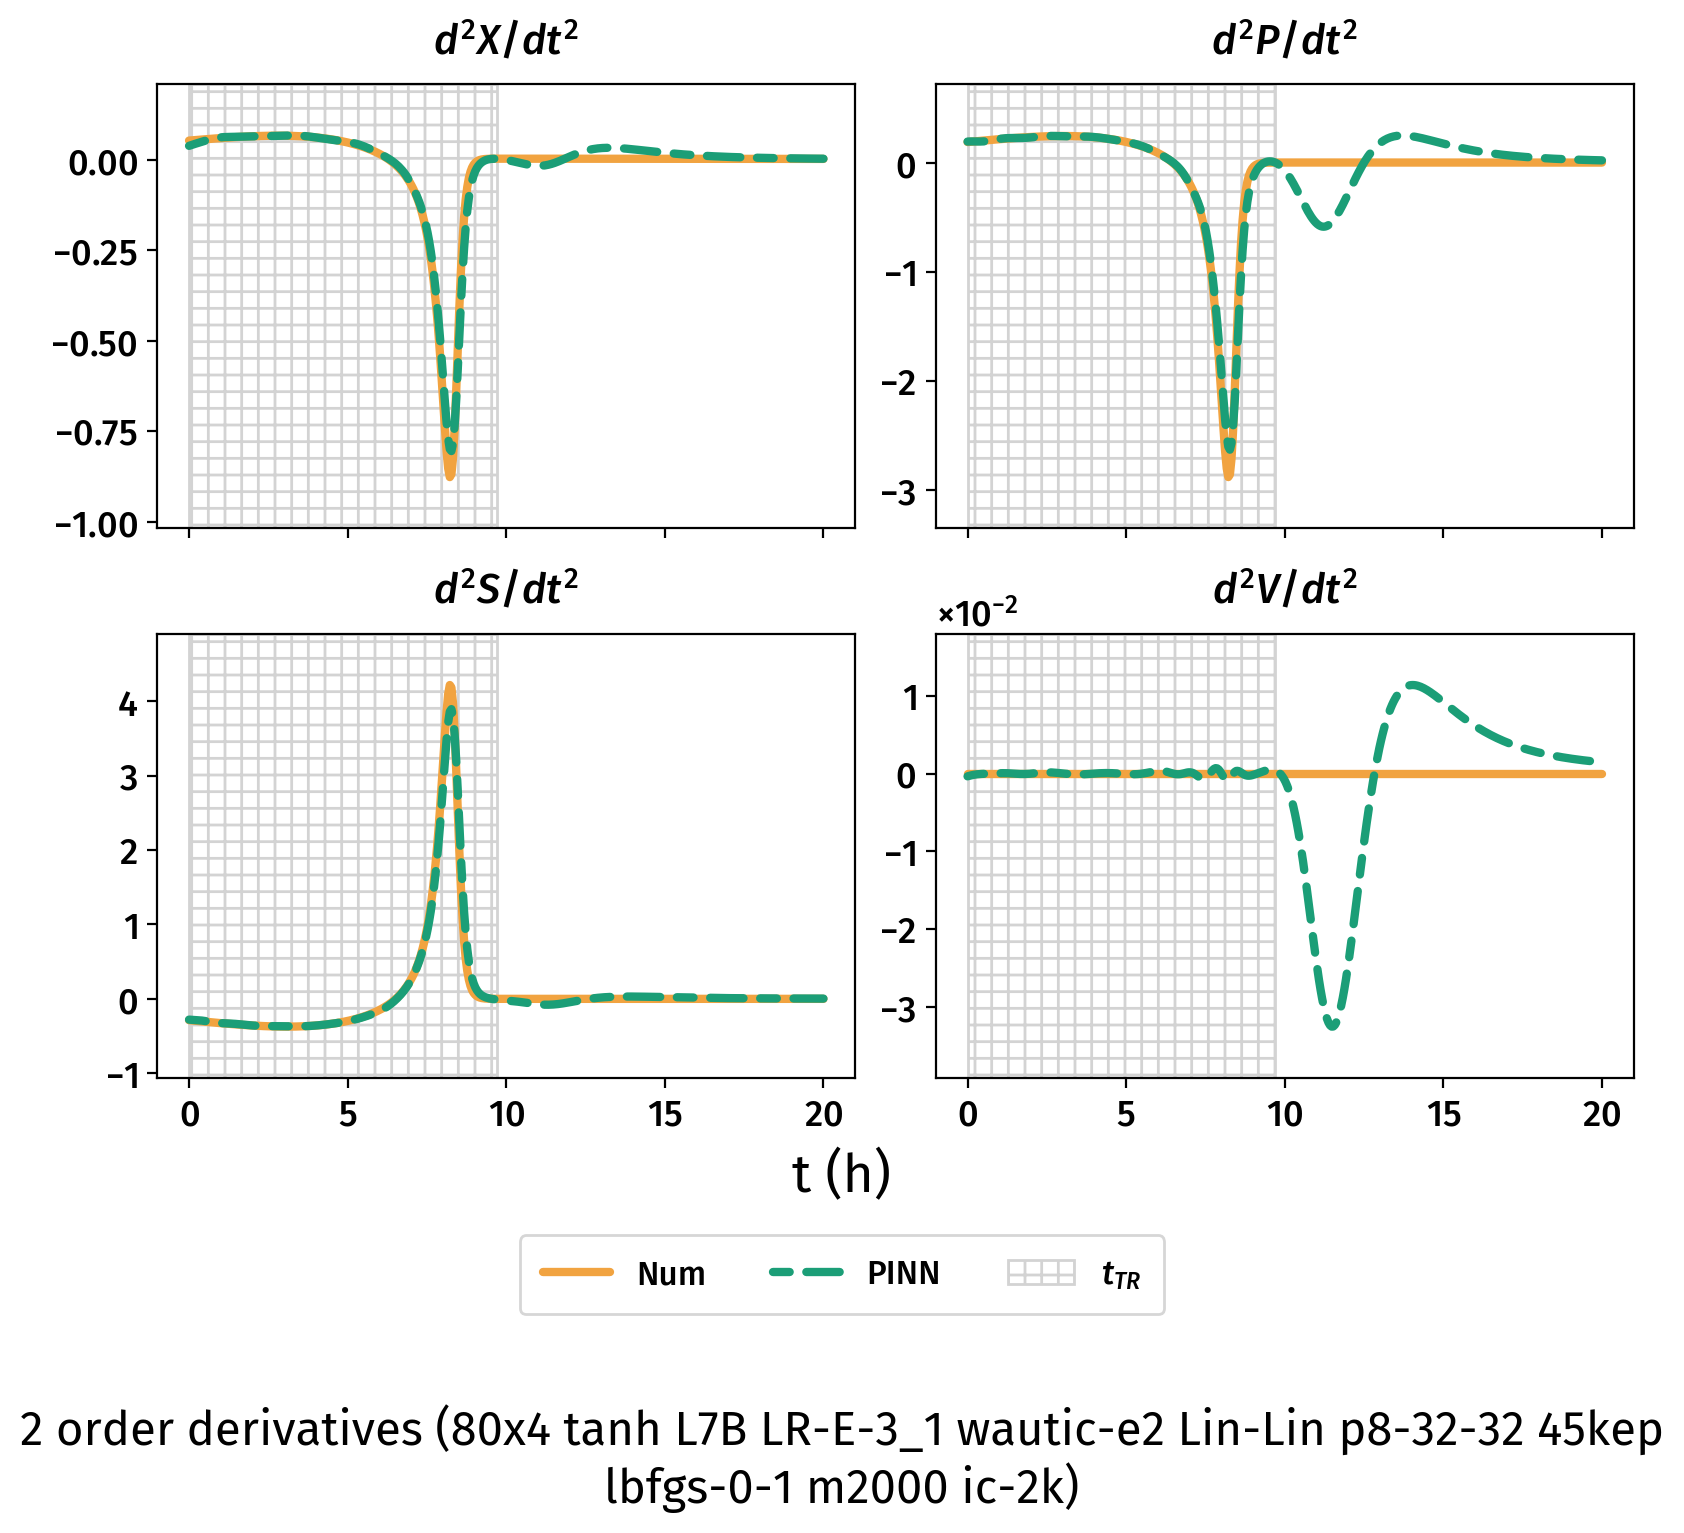 d²X/dt²
d²P/dt²
0.00
−0.25
−0.50
−0.75
−1.00
0
−1
−2
−3
d²S/dt²
d²V/dt²
×10⁻²
4
3
2
1
0
−1
1
0
−1
−2
−3
0 5 10 15 20
0 5 10 15 20
t (h)
Num PINN t_TR
2 order derivatives (80x4 tanh L7B LR-E-3_1 wautic-e2 Lin-Lin p8-32-32 45kep
lbfgs-0-1 m2000 ic-2k)